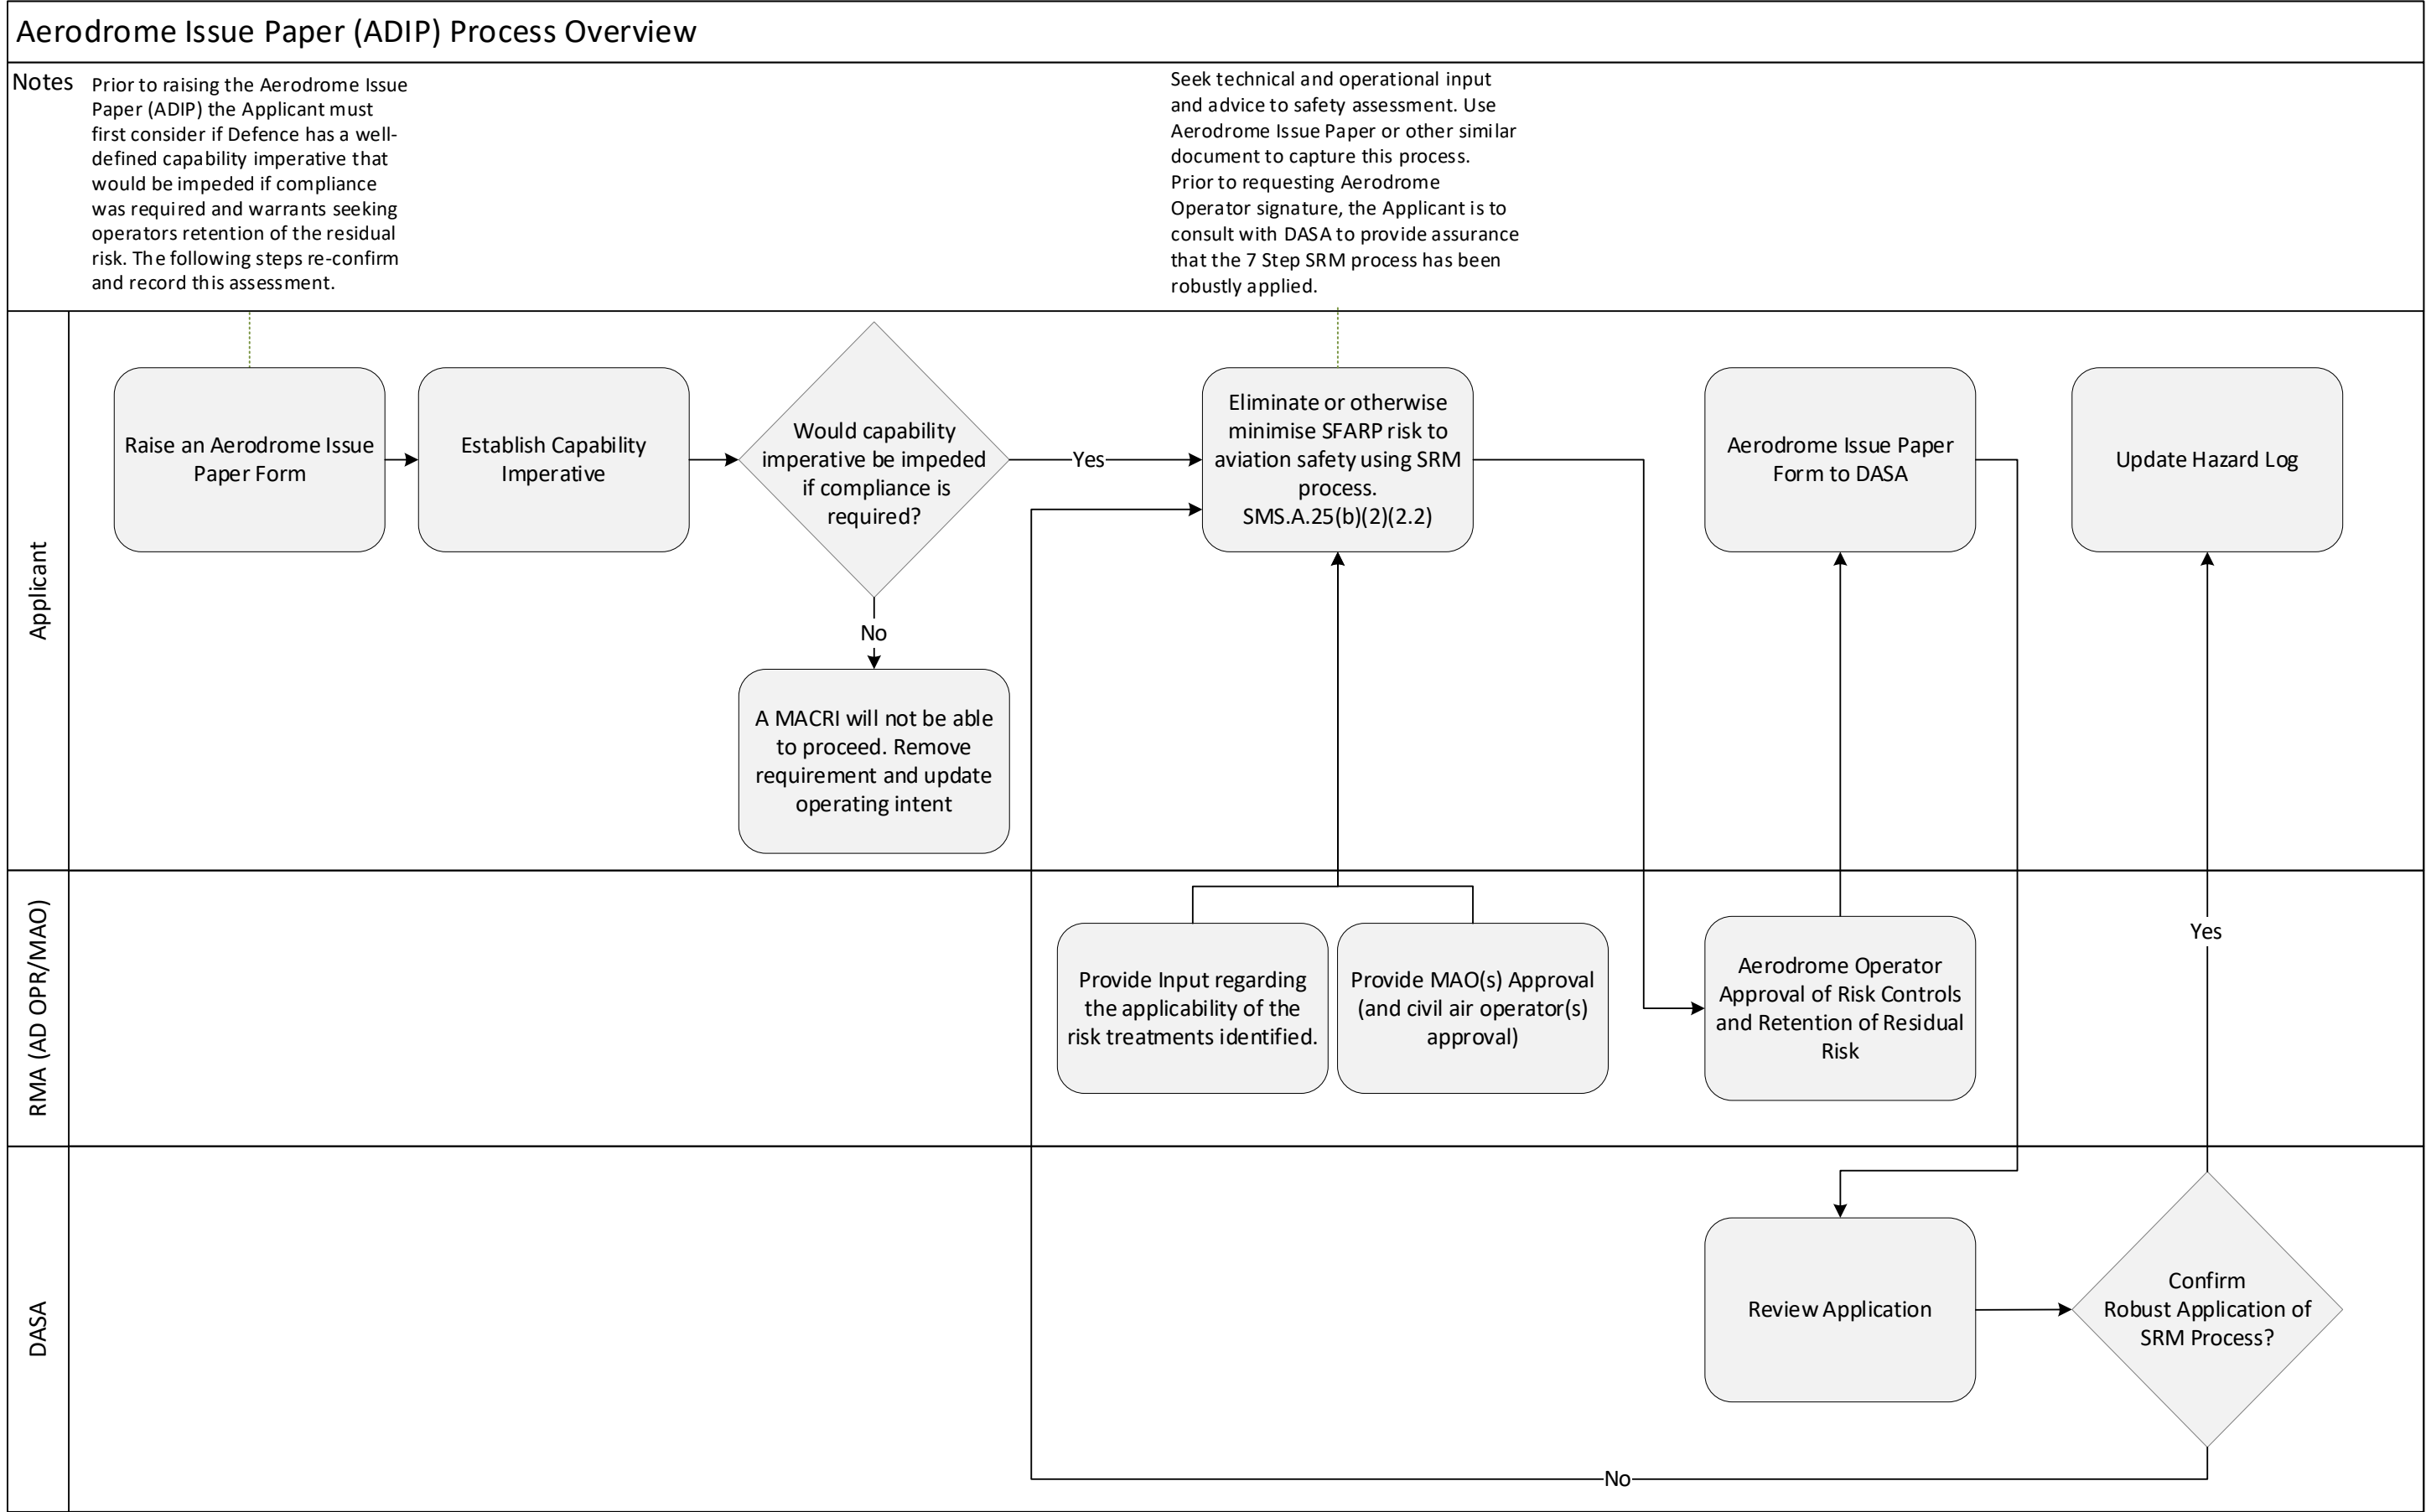 Aerodrome Issue Paper (ADIP) Process Overview
Notes
Prior to raising the Aerodrome Issue
Paper (ADIP) the Applicant must
first consider if Defence has a well-
defined capability imperative that
would be impeded if compliance
was required and warrants seeking
operators retention of the residual
risk. The following steps re-confirm
and record this assessment.
Seek technical and operational input
and advice to safety assessment. Use
Aerodrome Issue Paper or other similar
document to capture this process.
Prior to requesting Aerodrome
Operator signature, the Applicant is to
consult with DASA to provide assurance
that the 7 Step SRM process has been
robustly applied.
Applicant
Raise an Aerodrome Issue
Paper Form
Establish Capability
Imperative
Would capability
imperative be impeded
if compliance is
required?
Yes
No
A MACRI will not be able
to proceed. Remove
requirement and update
operating intent
Eliminate or otherwise
minimise SFARP risk to
aviation safety using SRM
process.
SMS.A.25(b)(2)(2.2)
Aerodrome Issue Paper
Form to DASA
Update Hazard Log
RMA (AD OPR/MAO)
Provide Input regarding
the applicability of the
risk treatments identified.
Provide MAO(s) Approval
(and civil air operator(s)
approval)
Aerodrome Operator
Approval of Risk Controls
and Retention of Residual
Risk
Yes
DASA
Review Application
Confirm
Robust Application of
SRM Process?
No